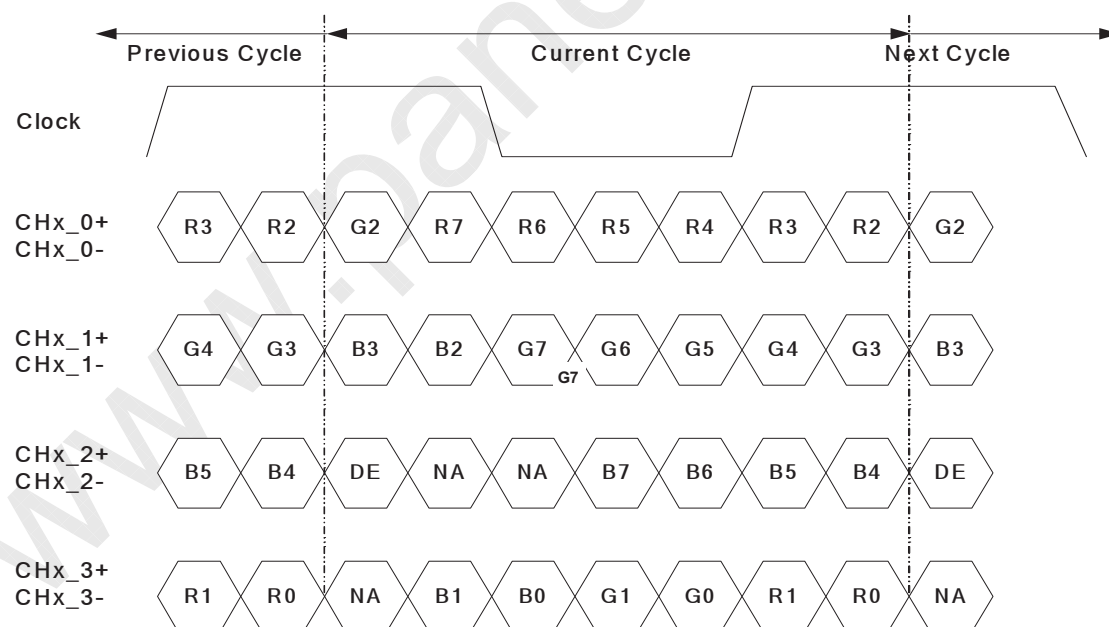 Previous Cycle Current Cycle Next Cycle
Clock
CHx_0+
CHx_0-
R3 R2 G2 R7 R6 R5 R4 R3 R2 G2
CHx_1+
CHx_1-
G4 G3 B3 B2 G7 G6 G5 G4 G3 B3
G7
CHx_2+
CHx_2-
B5 B4 DE NA NA B7 B6 B5 B4 DE
CHx_3+
CHx_3-
R1 R0 NA B1 B0 G1 G0 R1 R0 NA
www.pane